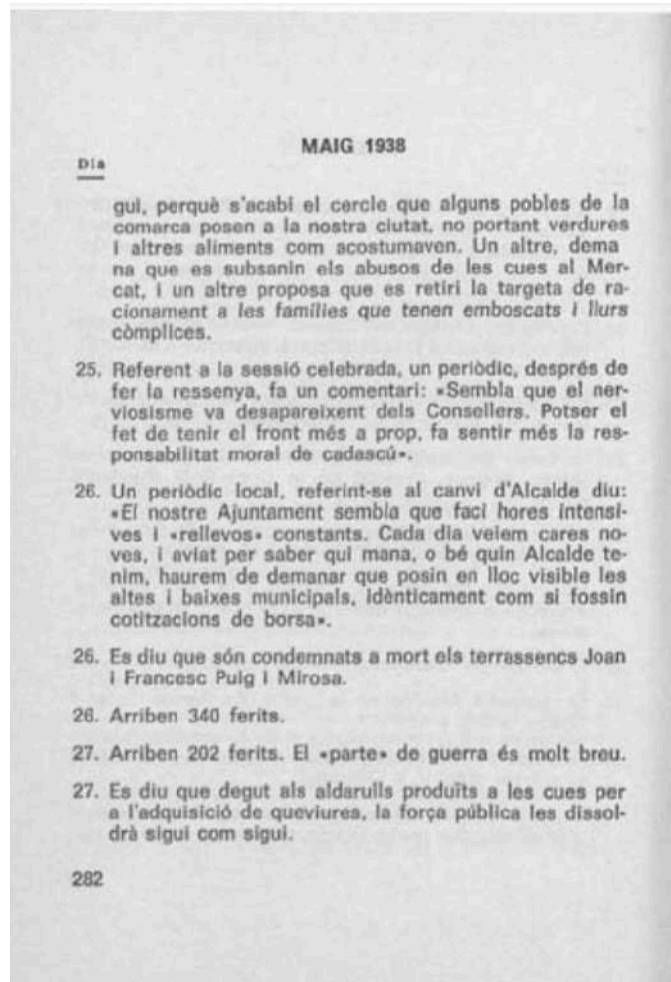 MAIG 1938
Dia
gui, perquè s'acabi el cercle que alguns pobles de la
comarca posen a la nostra ciutat, no portant verdures
i altres aliments com acostumaven. Un altre, dema
na que es subsanin els abusos de les cues al Mer-
cat, i un altre proposa que es retiri la targeta de ra-
cionament a les famílies que tenen emboscats i llurs
còmplices.
25. Referent a la sessió celebrada, un periòdic, després de
fer la ressenya, fa un comentari: «Sembla que el ner-
viosisme va desapareixent dels Consellers. Potser el
fet de tenir el front més a prop, fa sentir més la res-
ponsabilitat moral de cadascú».
26. Un periòdic local, referint-se al canvi d'Alcalde diu:
«El nostre Ajuntament sembla que faci hores intensi-
ves i «rellevos» constants. Cada dia veiem cares no-
ves, i aviat per saber qui mana, o bé quin Alcalde te-
nim, haurem de demanar que posin en lloc visible les
altes i baixes municipals, idènticament com si fossin
cotitzacions de borsa».
26. Es diu que són condemnats a mort els terrassencs Joan
i Francesc Puig i Mirosa.
26. Arriben 340 ferits.
27. Arriben 202 ferits. El «parte» de guerra és molt breu.
27. Es diu que degut als aldarulls produïts a les cues per
a l'adquisició de queviures, la força pública les dissol-
drà sigui com sigui.
282